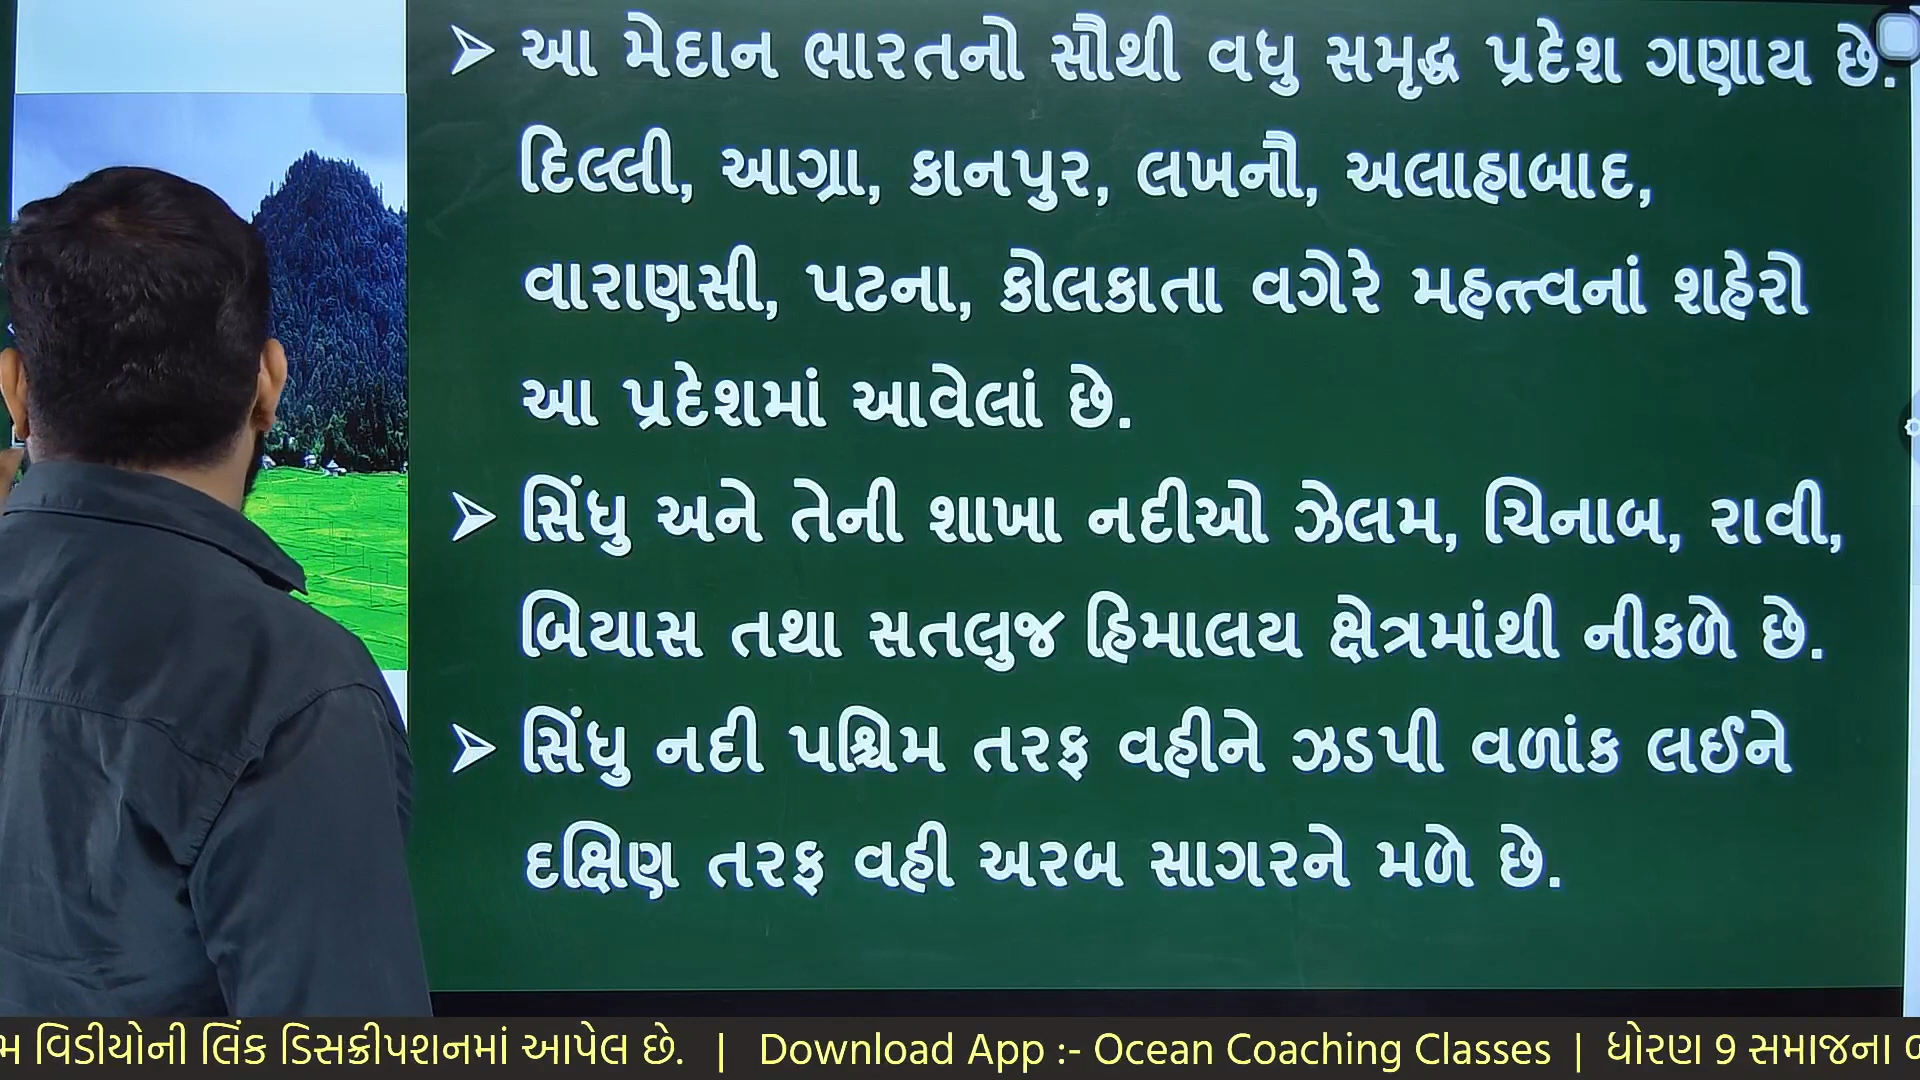 ➢ આ મેદાન ભારતનો સૌથી વધુ સમૃદ્ધ પ્રદેશ ગણાય છે.
દિલ્લી, આગ્રા, કાનપુર, લખનૌ, અલાહાબાદ,
વારાણસી, પટના, કોલકાતા વગેરે મહત્ત્વનાં શહેરો
આ પ્રદેશમાં આવેલાં છે.
➢ સિંધુ અને તેની શાખા નદીઓ ઝેલમ, ચિનાબ, રાવી,
બિયાસ તથા સતલુજ હિમાલય ક્ષેત્રમાંથી નીકળે છે.
➢ સિંધુ નદી પશ્ચિમ તરફ વહીને ઝડપી વળાંક લઈને
દક્ષિણ તરફ વહી અરબ સાગરને મળે છે.
વિડીયોની લિંક ડિસક્રીપશનમાં આપેલ છે. | Download App :- Ocean Coaching Classes | ધોરણ 9 સમાજના